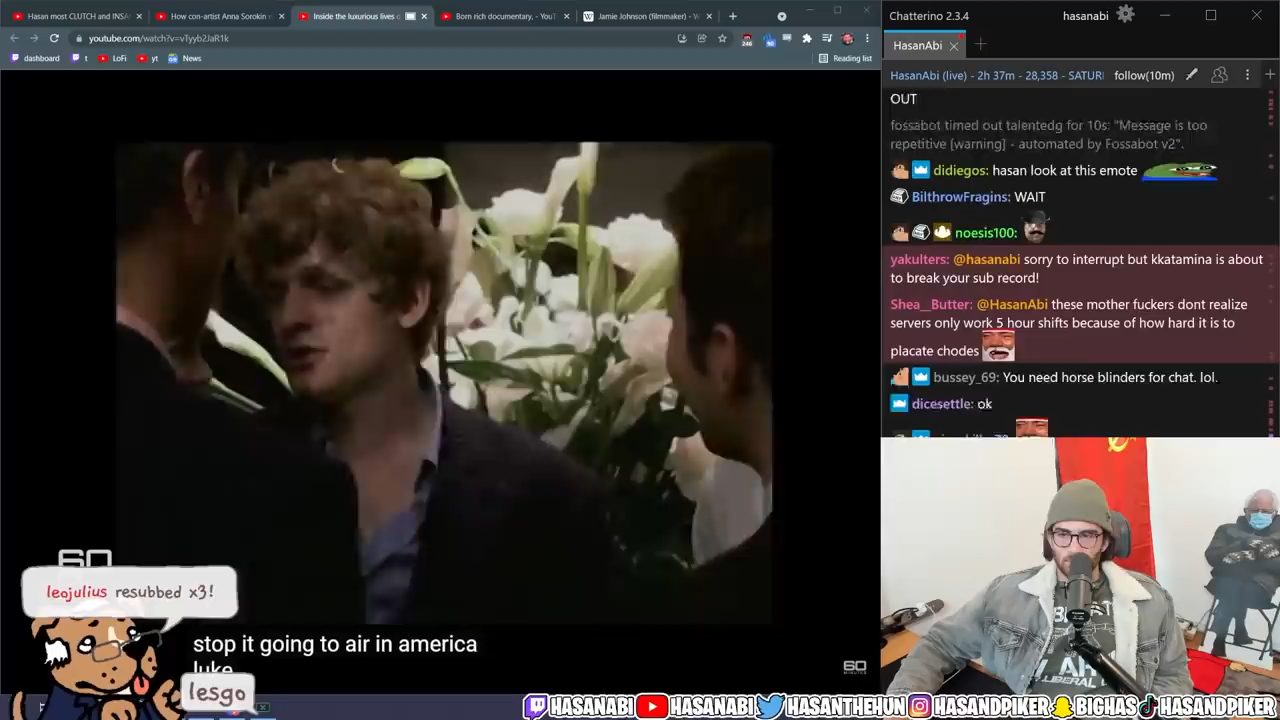 Hasan most CLUTCH and INSA
How con-artist Anna Sorokin
Inside the luxurious lives o
Born rich documentary, - YouT
Jamie Johnson (filmmaker) - W
youtube.com/watch?v=vTyyb2JaR1k
246
dashboard
t
LoFi
yt
News
Reading list
60
leojulius resubbed x3!
stop it going to air in america
luke
lesgo
60
Chatterino 2.3.4
hasanabi
HasanAbi
HasanAbi (live) - 2h 37m - 28,358 - SATUR
follow(10m)
OUT
fossabot timed out talentedg for 10s: "Message is too
repetitive [warning] - automated by Fossabot v2".
didiegos: hasan look at this emote
BilthrowFragins: WAIT
noesis100:
yakulters: @hasanabi sorry to interrupt but kkatamina is about
to break your sub record!
Shea__Butter: @HasanAbi these mother fuckers dont realize
servers only work 5 hour shifts because of how hard it is to
placate chodes
bussey_69: You need horse blinders for chat. lol.
dicesettle: ok
HASANABI
HASANABI
HASANTHEHUN
HASANDPIKER
BIGHAS
HASANDPIKER